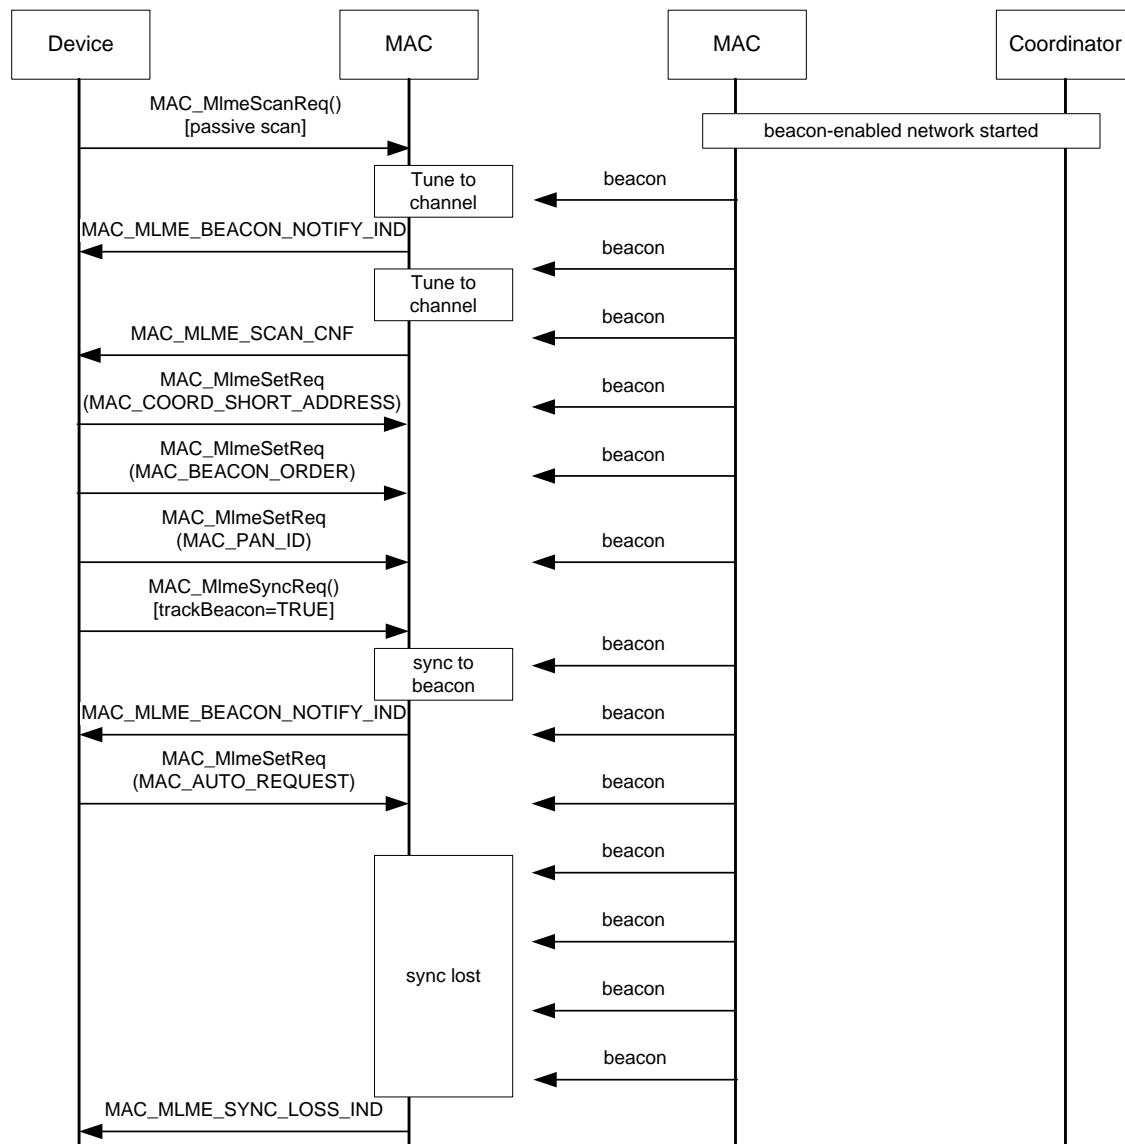 Device
MAC
MAC
Coordinator
MAC_MlmeScanReq()
[passive scan]
beacon-enabled network started
Tune to
channel
beacon
MAC_MLME_BEACON_NOTIFY_IND
beacon
Tune to
channel
beacon
MAC_MLME_SCAN_CNF
MAC_MlmeSetReq
(MAC_COORD_SHORT_ADDRESS)
beacon
MAC_MlmeSetReq
(MAC_BEACON_ORDER)
beacon
MAC_MlmeSetReq
(MAC_PAN_ID)
beacon
MAC_MlmeSyncReq()
[trackBeacon=TRUE]
beacon
sync to
beacon
MAC_MLME_BEACON_NOTIFY_IND
beacon
MAC_MlmeSetReq
(MAC_AUTO_REQUEST)
beacon
beacon
beacon
sync lost
beacon
beacon
MAC_MLME_SYNC_LOSS_IND